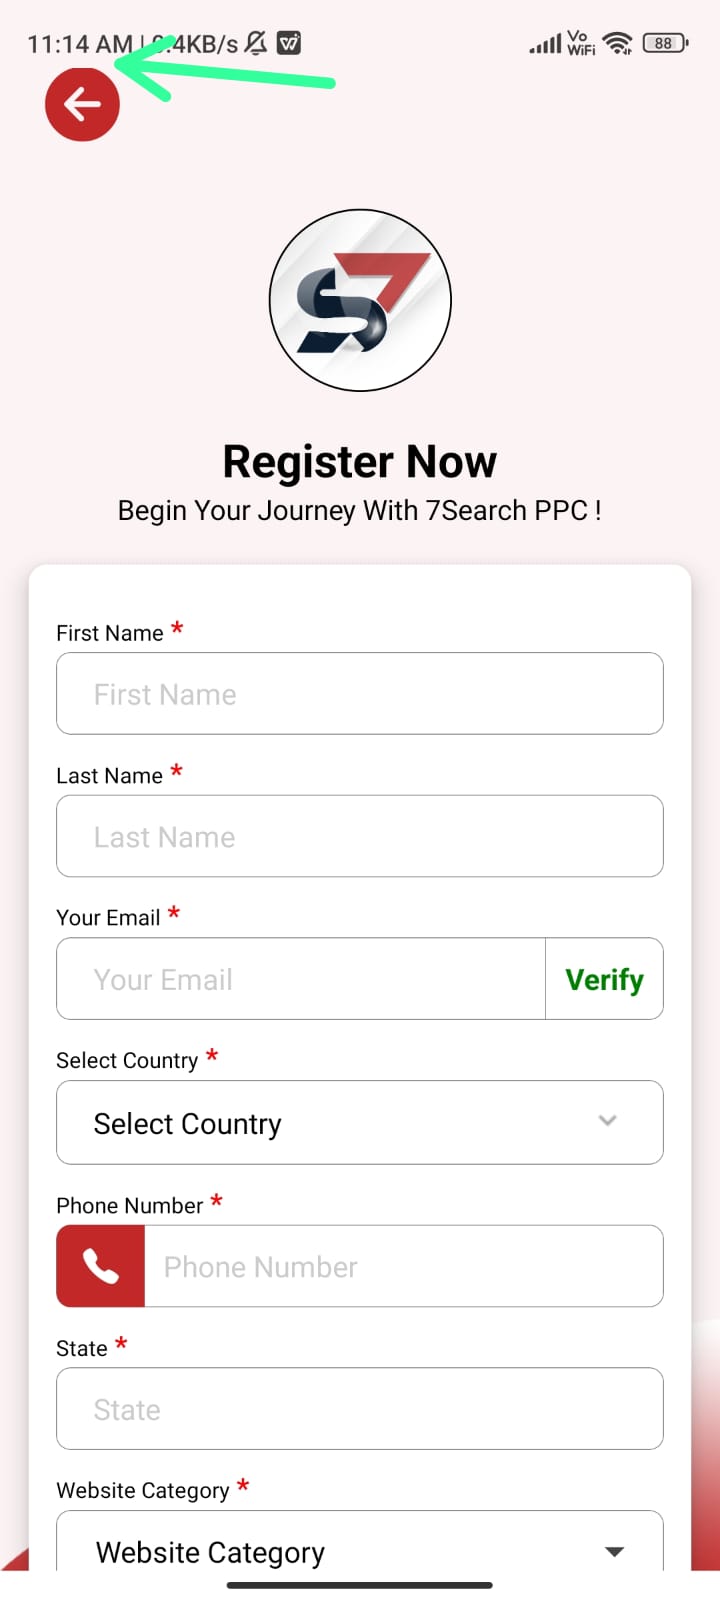 11:14 AM | 0.4KB/s
Vo
WiFi
88
S7
Register Now
Begin Your Journey With 7Search PPC !
First Name *
First Name
Last Name *
Last Name
Your Email *
Your Email
Verify
Select Country *
Select Country
Phone Number *
Phone Number
State *
State
Website Category *
Website Category